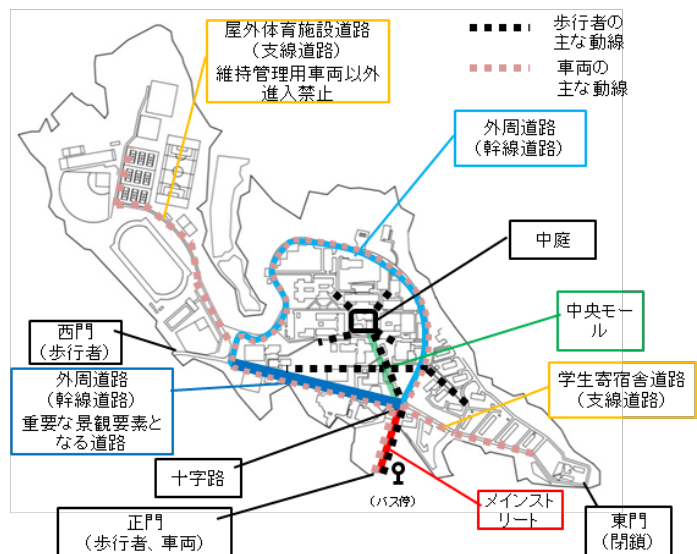 屋外体育施設道路
（支線道路）
維持管理用車両以外
進入禁止
歩行者の
主な動線
車両の
主な動線
外周道路
（幹線道路）
中庭
中央モー
ル
西門
（歩行者）
外周道路
（幹線道路）
重要な景観要素と
なる道路
学生寄宿舎道路
（支線道路）
十字路
（バス停）
メインスト
リート
正門
（歩行者、車両）
東門
（閉鎖）